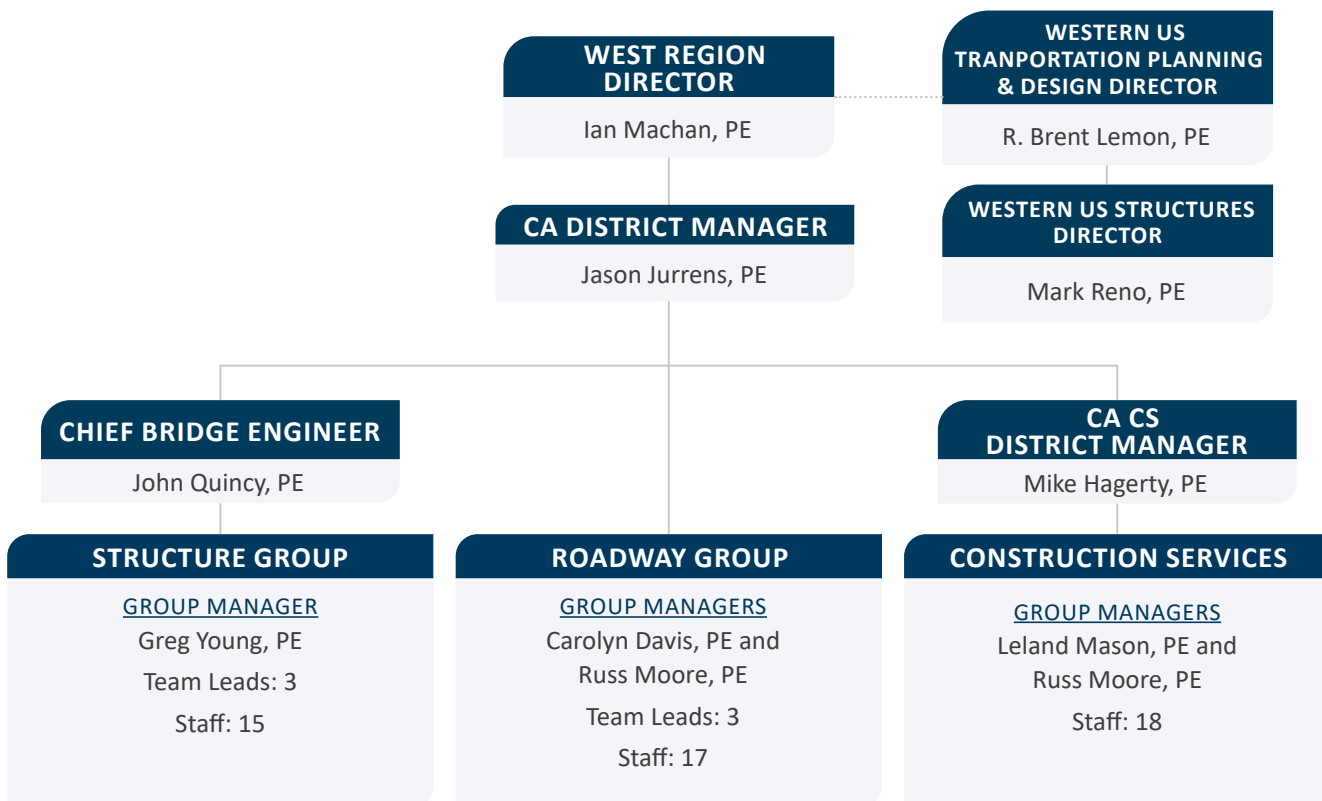 WEST REGION
DIRECTOR
Ian Machan, PE
WESTERN US
TRANPORTATION PLANNING
& DESIGN DIRECTOR
R. Brent Lemon, PE
CA DISTRICT MANAGER
Jason Jurrens, PE
WESTERN US STRUCTURES
DIRECTOR
Mark Reno, PE
CHIEF BRIDGE ENGINEER
John Quincy, PE
CA CS
DISTRICT MANAGER
Mike Hagerty, PE
STRUCTURE GROUP
GROUP MANAGER
Greg Young, PE
Team Leads: 3
Staff: 15
ROADWAY GROUP
GROUP MANAGERS
Carolyn Davis, PE and
Russ Moore, PE
Team Leads: 3
Staff: 17
CONSTRUCTION SERVICES
GROUP MANAGERS
Leland Mason, PE and
Russ Moore, PE
Staff: 18